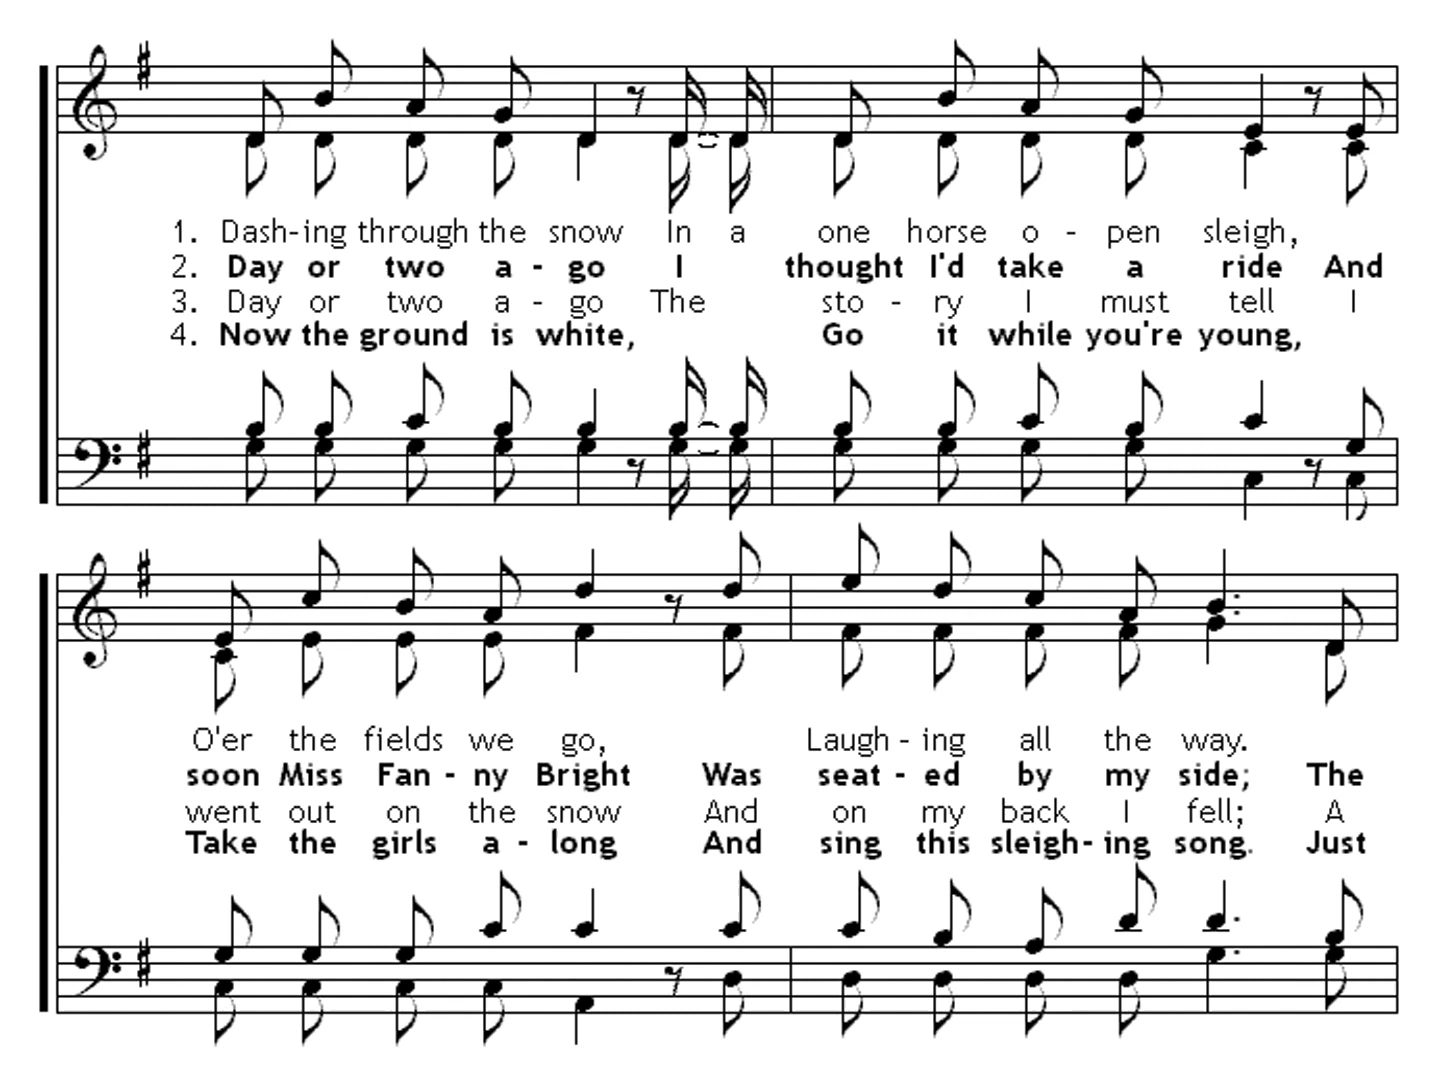 1. Dash-ing through the snow In a one horse o - pen sleigh,
2. Day or two a - go I thought I'd take a ride And
3. Day or two a - go The sto - ry I must tell I
4. Now the ground is white, Go it while you're young,
O'er the fields we go, Laugh - ing all the way.
soon Miss Fan - ny Bright Was seat - ed by my side; The
went out on the snow And on my back I fell; A
Take the girls a - long And sing this sleigh- ing song. Just